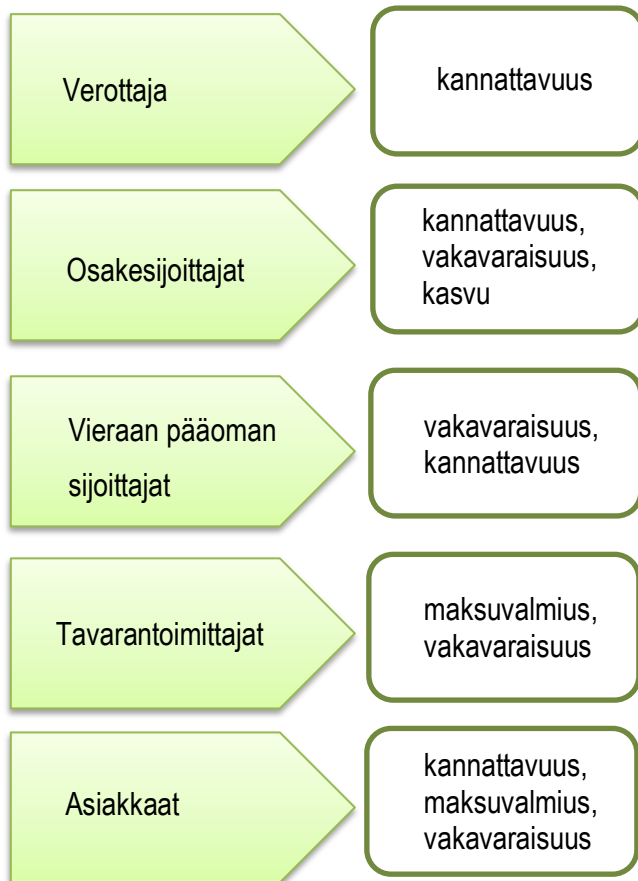 Verottaja
kannattavuus
Osakesijoittajat
kannattavuus,
vakavaraisuus,
kasvu
Vieraan pääoman
sijoittajat
vakavaraisuus,
kannattavuus
Tavarantoimittajat
maksuvalmius,
vakavaraisuus
Asiakkaat
kannattavuus,
maksuvalmius,
vakavaraisuus